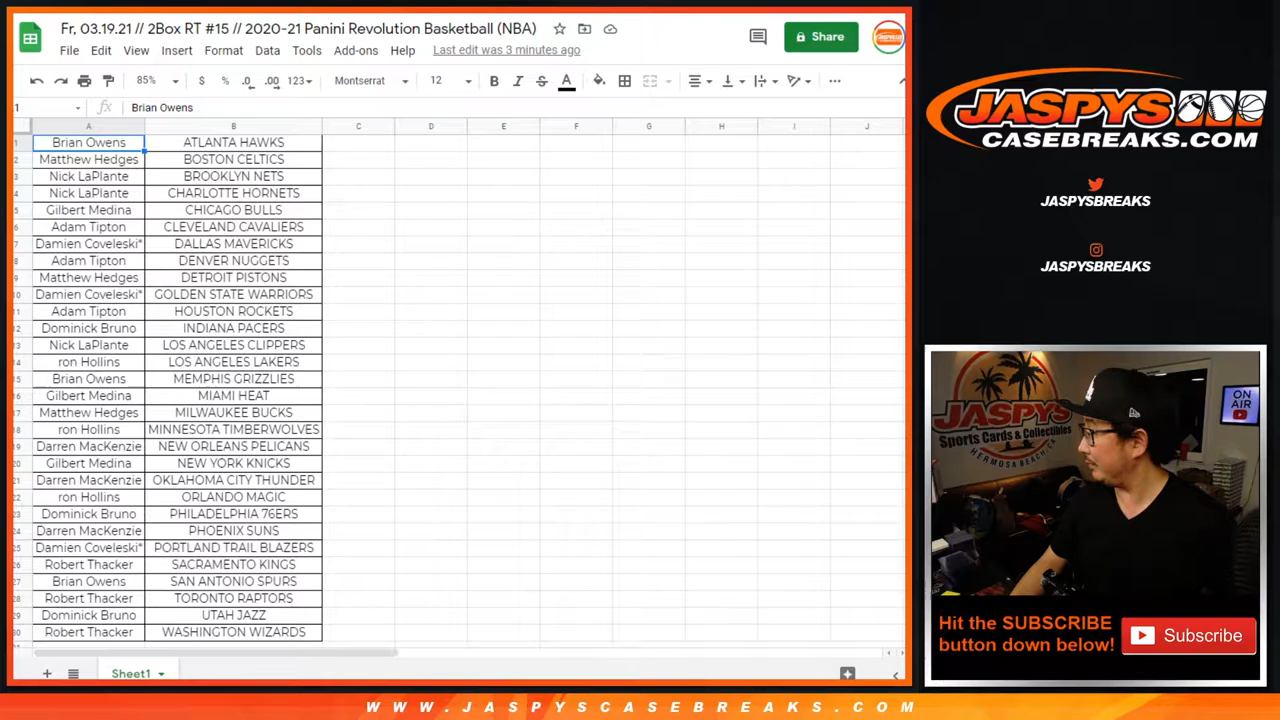 Fr, 03.19.21 // 2Box RT #15 // 2020-21 Panini Revolution Basketball (NBA)
File Edit View Insert Format Data Tools Add-ons Help Last edit was 3 minutes ago
Share
85% $ % .0 .00 123 Montserrat 12 B I S A
1 fx Brian Owens
A B C D E F G H I J
1 Brian Owens ATLANTA HAWKS
2 Matthew Hedges BOSTON CELTICS
3 Nick LaPlante BROOKLYN NETS
4 Nick LaPlante CHARLOTTE HORNETS
5 Gilbert Medina CHICAGO BULLS
6 Adam Tipton CLEVELAND CAVALIERS
7 Damien Coveleski* DALLAS MAVERICKS
8 Adam Tipton DENVER NUGGETS
9 Matthew Hedges DETROIT PISTONS
10 Damien Coveleski* GOLDEN STATE WARRIORS
11 Adam Tipton HOUSTON ROCKETS
12 Dominick Bruno INDIANA PACERS
13 Nick LaPlante LOS ANGELES CLIPPERS
14 ron Hollins LOS ANGELES LAKERS
15 Brian Owens MEMPHIS GRIZZLIES
16 Gilbert Medina MIAMI HEAT
17 Matthew Hedges MILWAUKEE BUCKS
18 ron Hollins MINNESOTA TIMBERWOLVES
19 Darren MacKenzie NEW ORLEANS PELICANS
20 Gilbert Medina NEW YORK KNICKS
21 Darren MacKenzie OKLAHOMA CITY THUNDER
22 ron Hollins ORLANDO MAGIC
23 Dominick Bruno PHILADELPHIA 76ERS
24 Darren MacKenzie PHOENIX SUNS
25 Damien Coveleski* PORTLAND TRAIL BLAZERS
26 Robert Thacker SACRAMENTO KINGS
27 Brian Owens SAN ANTONIO SPURS
28 Robert Thacker TORONTO RAPTORS
29 Dominick Bruno UTAH JAZZ
30 Robert Thacker WASHINGTON WIZARDS
Sheet1
JASPYS
CASEBREAKS.COM
JASPYSBREAKS
JASPYSBREAKS
JASPYS
Sports Cards & Collectibles
HERMOSA BEACH, CA
ON AIR
Hit the SUBSCRIBE
button down below!
Subscribe
WWW.JASPYSCASEBREAKS.COM